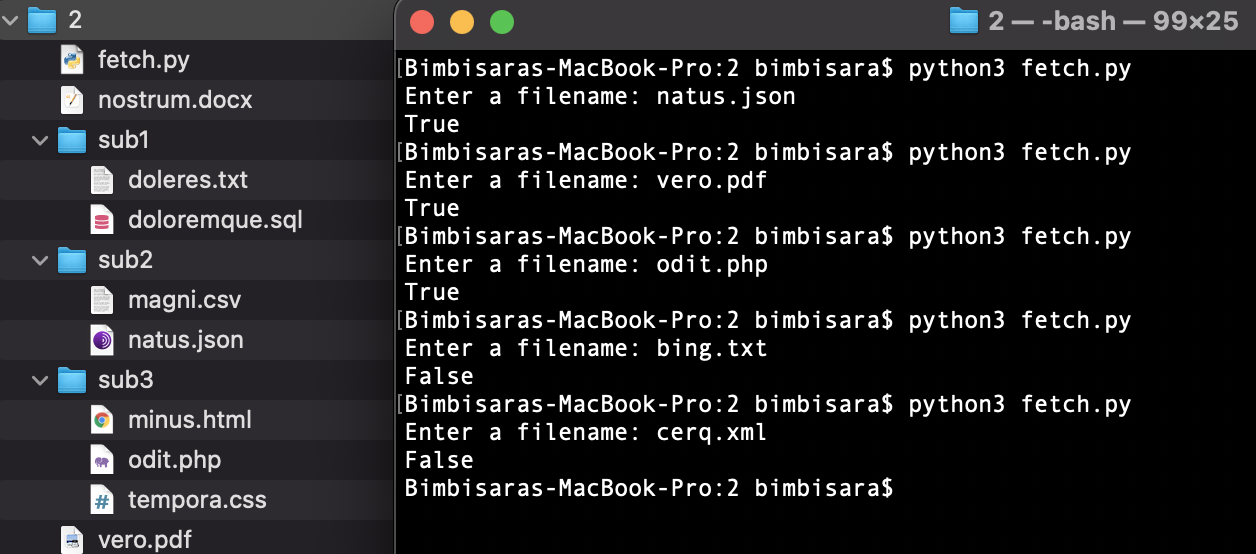 2
fetch.py
nostrum.docx
sub1
doleres.txt
doloremque.sql
sub2
magni.csv
natus.json
sub3
minus.html
odit.php
tempora.css
vero.pdf
2 — -bash — 99×25
[Bimbisaras-MacBook-Pro:2 bimbisara$ python3 fetch.py
Enter a filename: natus.json
True
[Bimbisaras-MacBook-Pro:2 bimbisara$ python3 fetch.py
Enter a filename: vero.pdf
True
[Bimbisaras-MacBook-Pro:2 bimbisara$ python3 fetch.py
Enter a filename: odit.php
True
[Bimbisaras-MacBook-Pro:2 bimbisara$ python3 fetch.py
Enter a filename: bing.txt
False
[Bimbisaras-MacBook-Pro:2 bimbisara$ python3 fetch.py
Enter a filename: cerq.xml
False
Bimbisaras-MacBook-Pro:2 bimbisara$